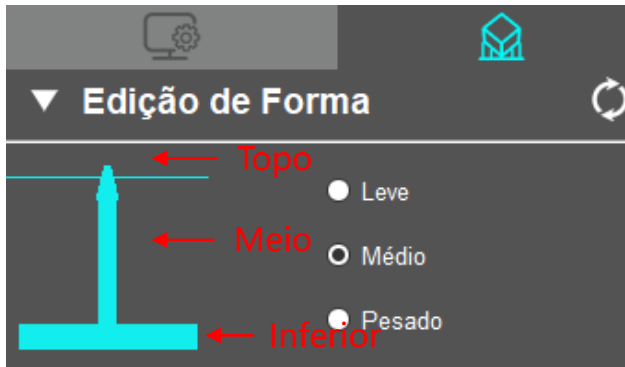 Edição de Forma
Topo
Leve
Meio
Médio
Pesado
Inferior